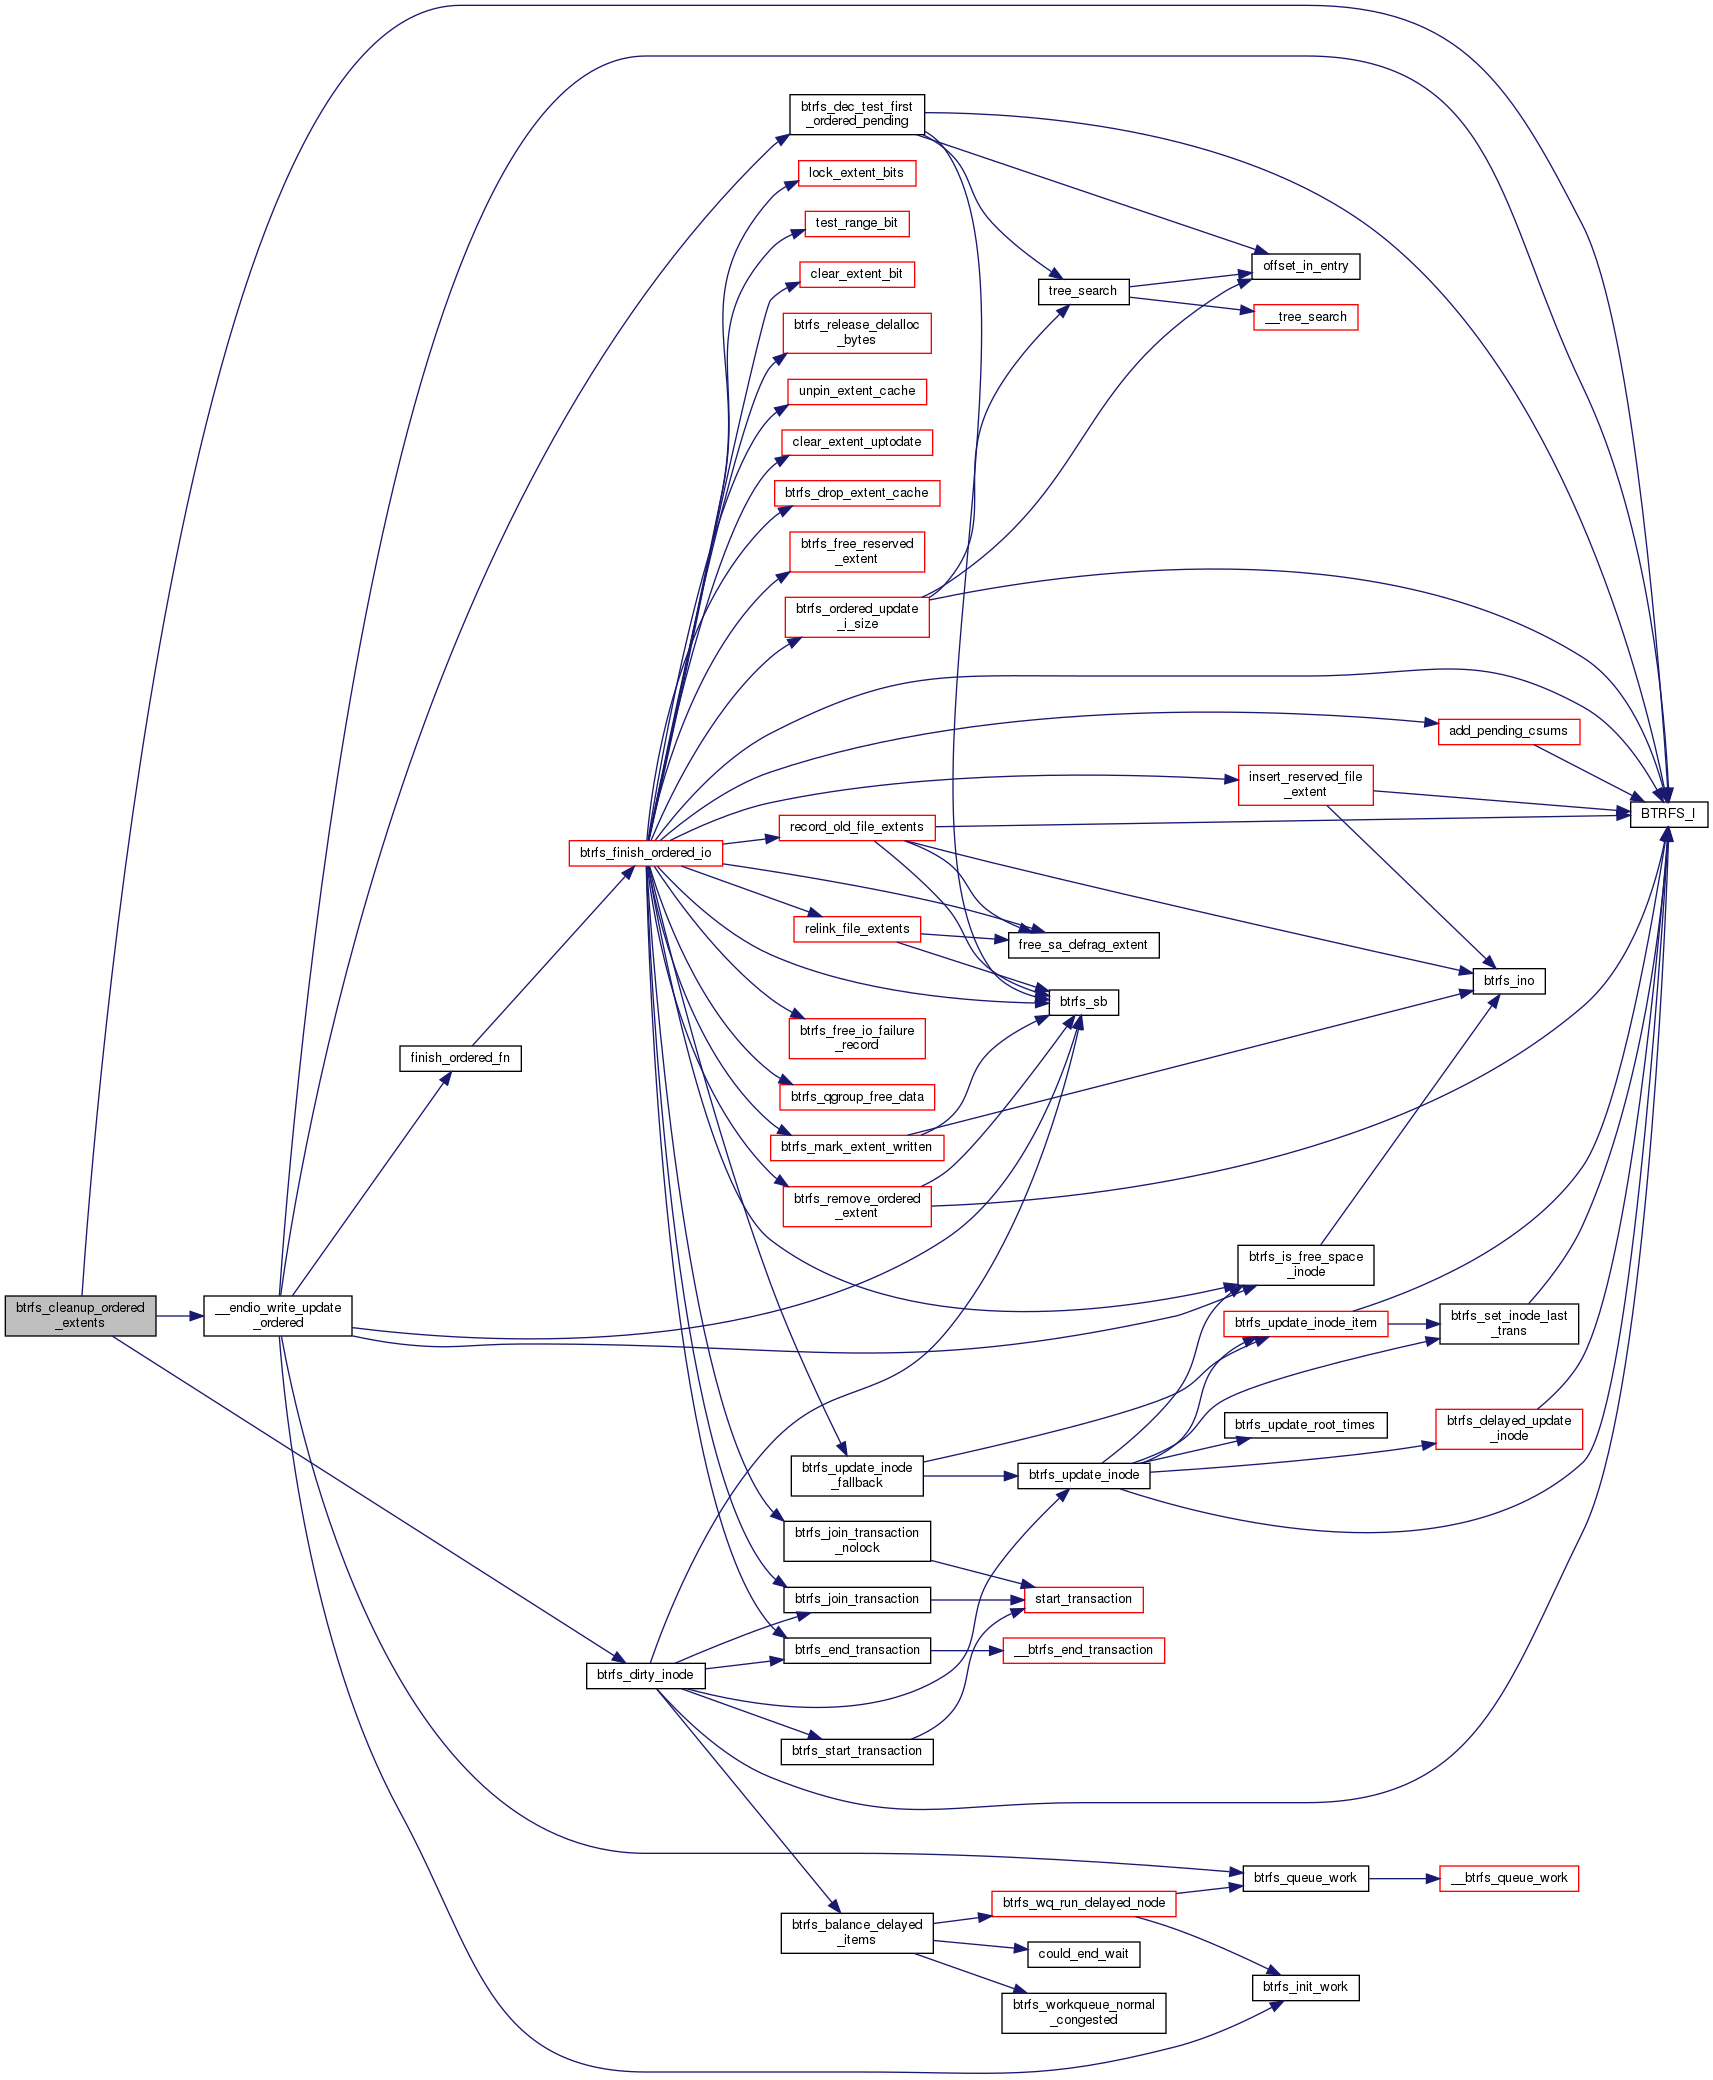 btrfs_cleanup_ordered
_extents
__endio_write_update
_ordered
finish_ordered_fn
btrfs_finish_ordered_io
btrfs_dirty_inode
btrfs_dec_test_first
_ordered_pending
lock_extent_bits
test_range_bit
clear_extent_bit
btrfs_release_delalloc
_bytes
unpin_extent_cache
clear_extent_uptodate
btrfs_drop_extent_cache
btrfs_free_reserved
_extent
btrfs_ordered_update
_i_size
record_old_file_extents
relink_file_extents
btrfs_free_io_failure
_record
btrfs_qgroup_free_data
btrfs_mark_extent_written
btrfs_remove_ordered
_extent
btrfs_update_inode
_fallback
btrfs_join_transaction
_nolock
btrfs_join_transaction
btrfs_end_transaction
btrfs_start_transaction
btrfs_balance_delayed
_items
tree_search
free_sa_defrag_extent
btrfs_sb
btrfs_update_inode
start_transaction
__btrfs_end_transaction
btrfs_wq_run_delayed_node
could_end_wait
btrfs_workqueue_normal
_congested
offset_in_entry
__tree_search
insert_reserved_file
_extent
btrfs_is_free_space
_inode
btrfs_update_inode_item
btrfs_update_root_times
btrfs_queue_work
btrfs_init_work
add_pending_csums
btrfs_ino
btrfs_set_inode_last
_trans
btrfs_delayed_update
_inode
__btrfs_queue_work
BTRFS_I